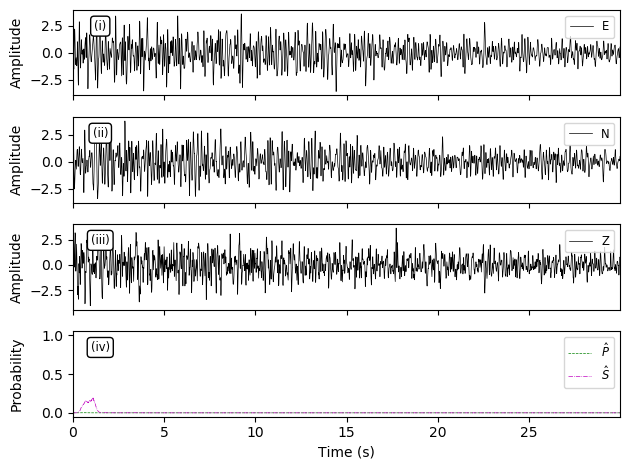 (i)
E
Amplitude
2.5
0.0
−2.5
(ii)
N
Amplitude
2.5
0.0
−2.5
(iii)
Z
Amplitude
2.5
0.0
−2.5
(iv)
P̂
Ŝ
Probability
1.0
0.5
0.0
0 5 10 15 20 25
Time (s)